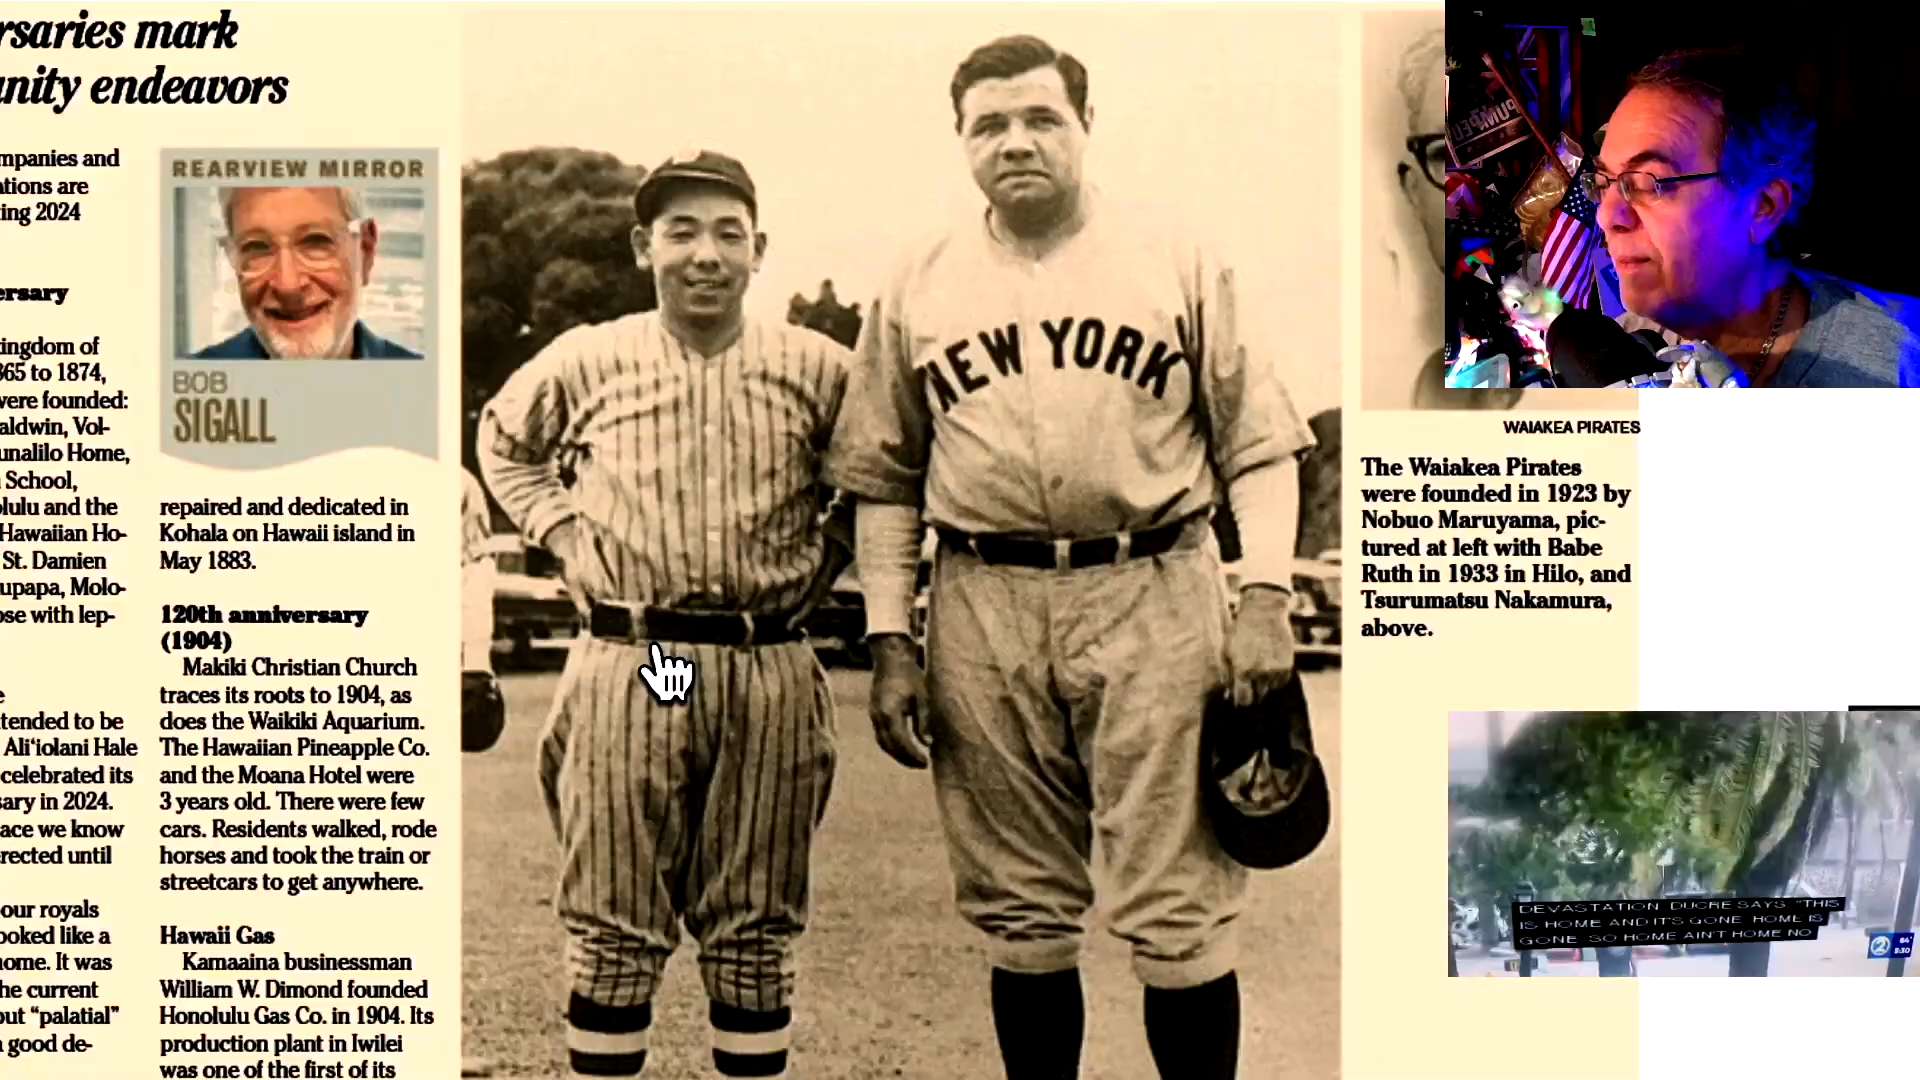 rsaries mark
nity endeavors
mpanies and
ations are
ing 2024
ersary
ingdom of
365 to 1874,
were founded:
aldwin, Vol-
unalilo Home,
School,
olulu and the
Hawaiian Ho-
St. Damien
upapa, Molo-
ose with lep-
e
tended to be
Ali‘iolani Hale
celebrated its
sary in 2024.
ace we know
erected until
our royals
ooked like a
ome. It was
he current
out “palatial”
good de-
REARVIEW MIRROR
BOB
SIGALL
repaired and dedicated in
Kohala on Hawaii island in
May 1883.
120th anniversary
(1904)
Makiki Christian Church
traces its roots to 1904, as
does the Waikiki Aquarium.
The Hawaiian Pineapple Co.
and the Moana Hotel were
3 years old. There were few
cars. Residents walked, rode
horses and took the train or
streetcars to get anywhere.
Hawaii Gas
Kamaaina businessman
William W. Dimond founded
Honolulu Gas Co. in 1904. Its
production plant in Iwilei
was one of the first of its
NEW YORK
WAIAKEA PIRATES
The Waiakea Pirates
were founded in 1923 by
Nobuo Maruyama, pic-
tured at left with Babe
Ruth in 1933 in Hilo, and
Tsurumatsu Nakamura,
above.
DEVASTATION. DUCRE SAYS "THIS
IS HOME AND IT'S GONE. HOME IS
GONE. SO HOME AIN'T HOME NO
2
84°